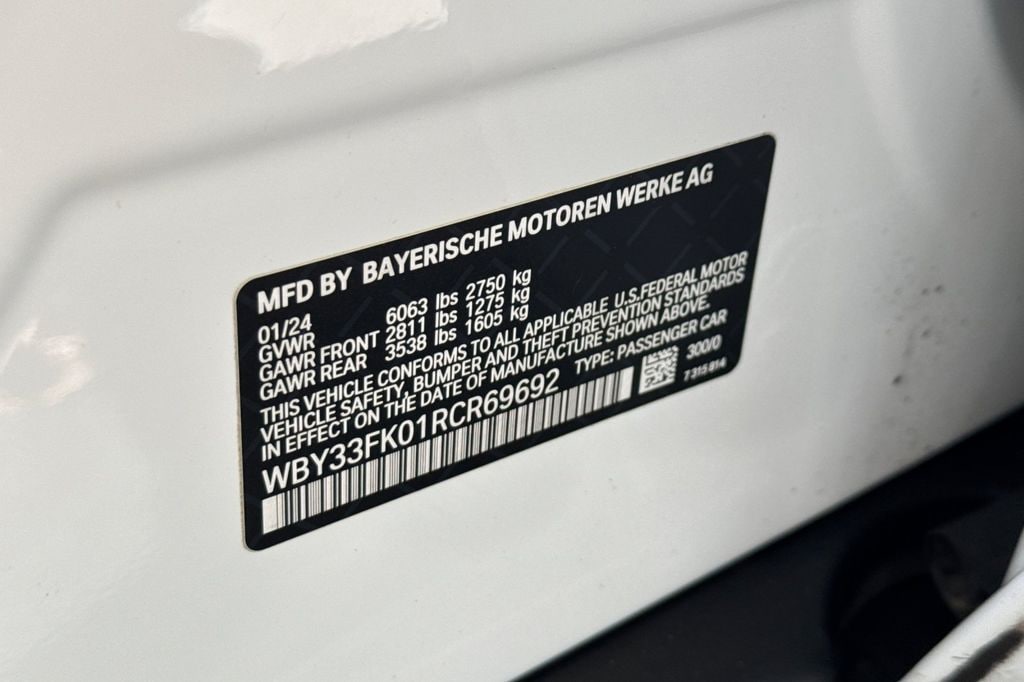 MFD BY BAYERISCHE MOTOREN WERKE AG
01/24
GVWR 6063 lbs 2750 kg
GAWR FRONT 2811 lbs 1275 kg
GAWR REAR 3538 lbs 1605 kg
THIS VEHICLE CONFORMS TO ALL APPLICABLE U.S.FEDERAL MOTOR
VEHICLE SAFETY, BUMPER AND THEFT PREVENTION STANDARDS
IN EFFECT ON THE DATE OF MANUFACTURE SHOWN ABOVE.
WBY33FK01RCR69692 TYPE: PASSENGER CAR
300/0
7 315 814